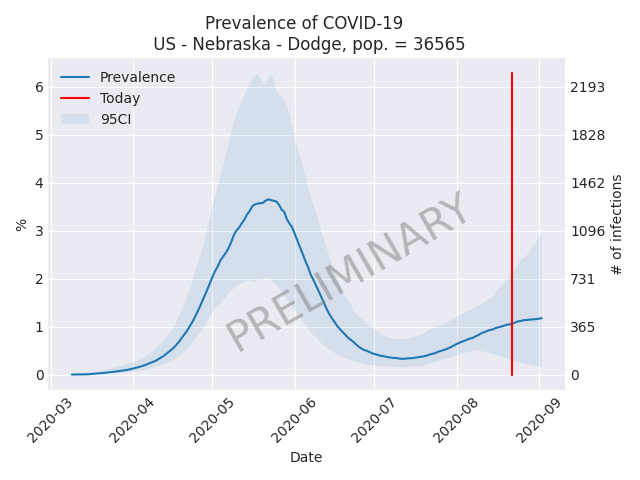 Prevalence of COVID-19
US - Nebraska - Dodge, pop. = 36565
Prevalence
Today
95CI
PRELIMINARY
%
6
5
4
3
2
1
0
2193
1828
1462
1096
731
365
0
# of infections
2020-03
2020-04
2020-05
2020-06
2020-07
2020-08
2020-09
Date